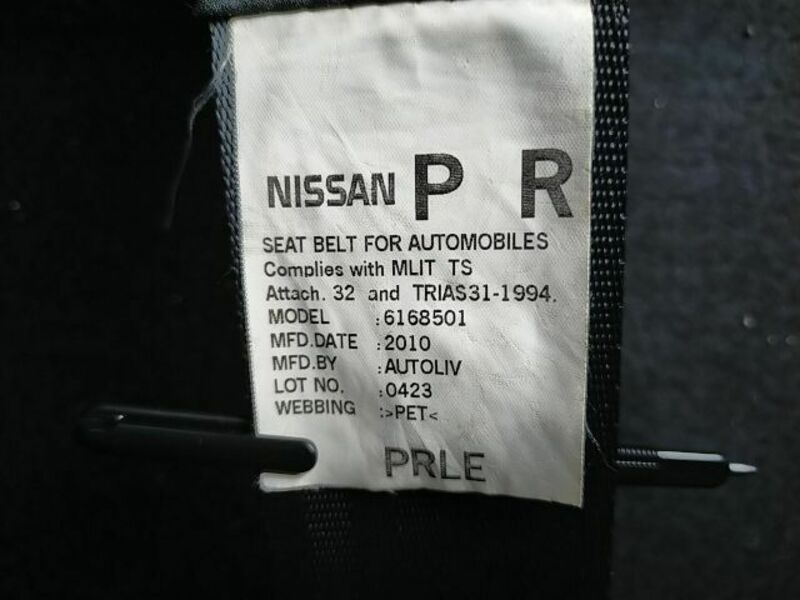 NISSAN P R
SEAT BELT FOR AUTOMOBILES
Complies with MLIT TS
Attach. 32 and TRIAS31-1994.
MODEL :6168501
MFD.DATE :2010
MFD.BY :AUTOLIV
LOT NO. :0423
WEBBING :>PET<
PRLE